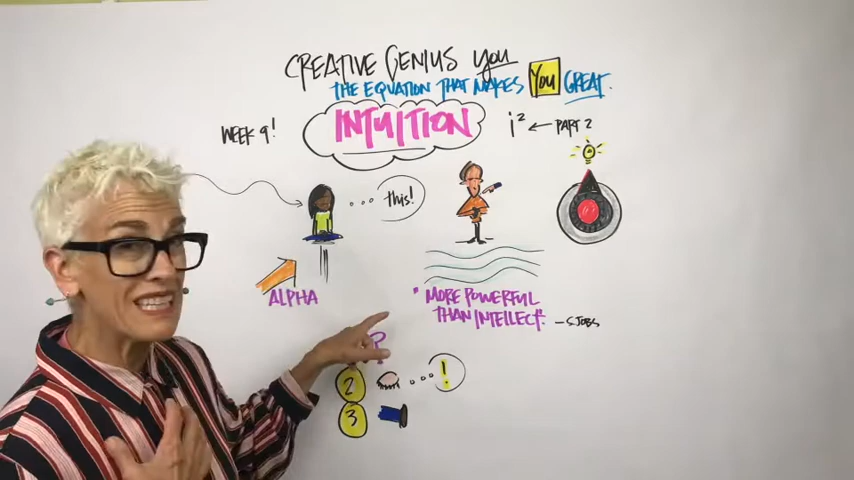 CREATIVE GENIUS YOU
THE EQUATION THAT MAKES YOU GREAT.
WEEK 9!
INTUITION
i² ← PART 2
this!
ALPHA
"MORE POWERFUL
THAN INTELLECT."
- SJOBS
?
2
!
3